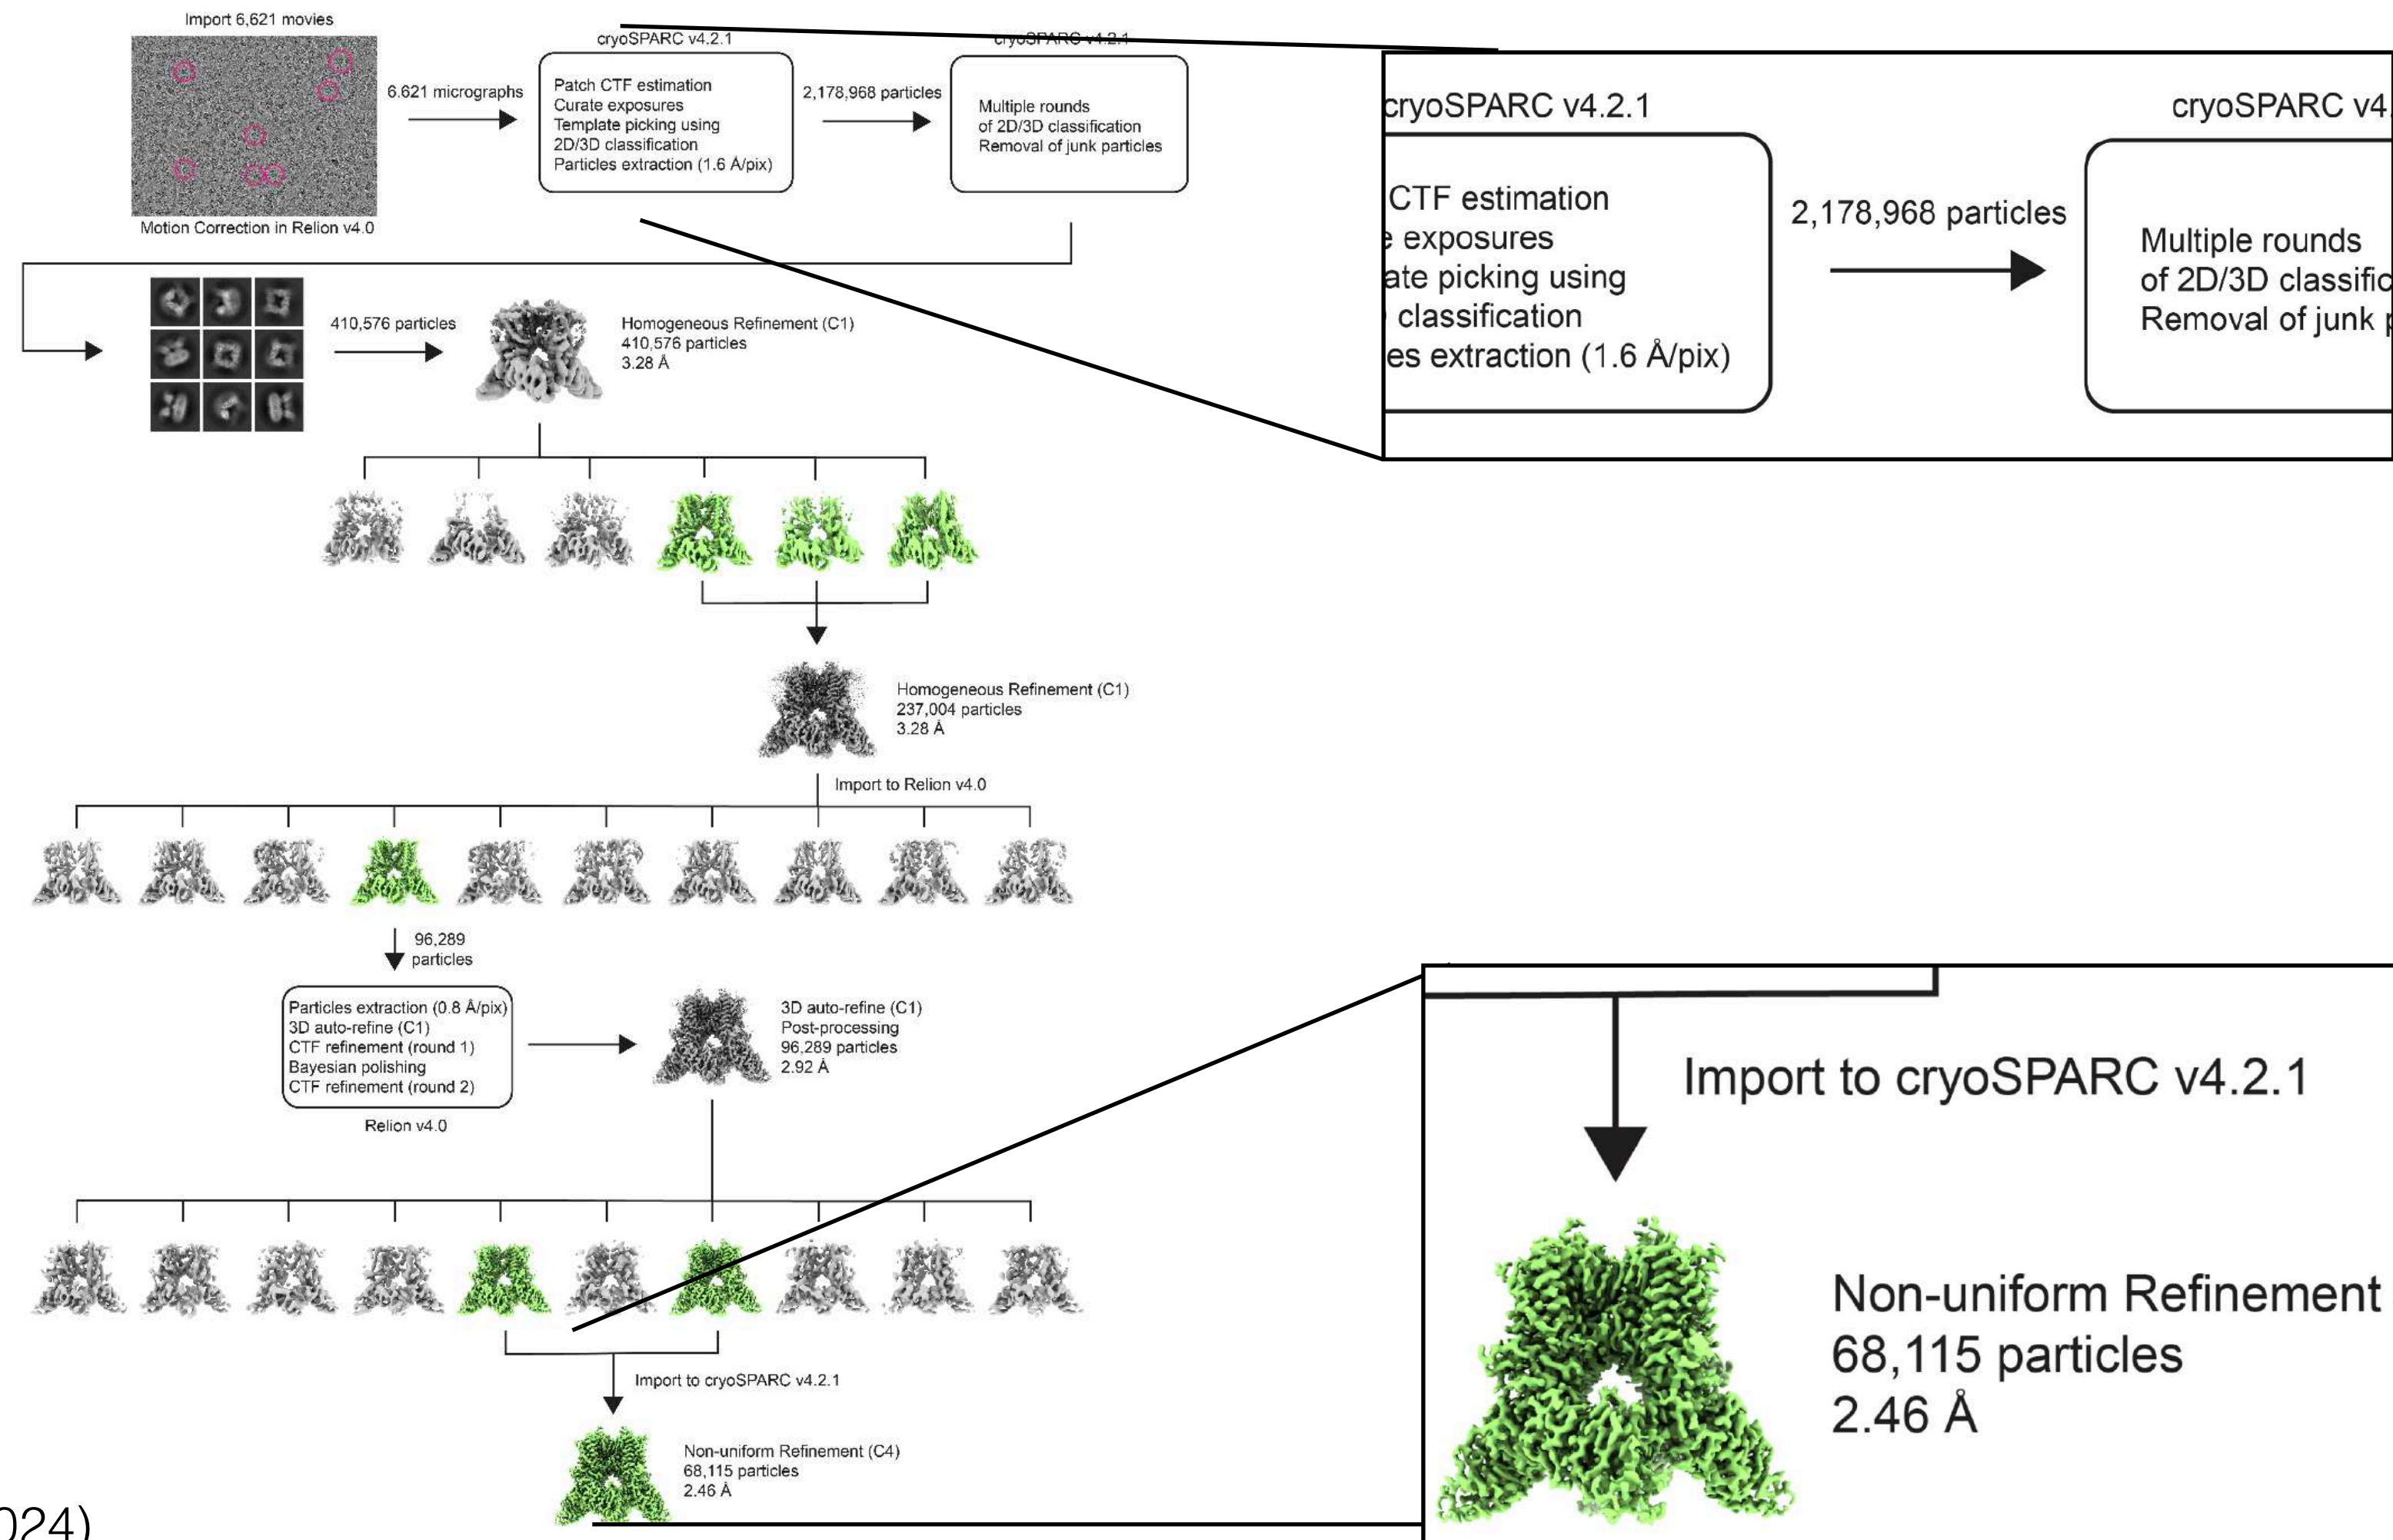 Import 6,621 movies
Motion Correction in Relion v4.0
6.621 micrographs
cryoSPARC v4.2.1
Patch CTF estimation
Curate exposures
Template picking using
2D/3D classification
Particles extraction (1.6 Å/pix)
2,178,968 particles
cryoSPARC v4.2.1
Multiple rounds
of 2D/3D classification
Removal of junk particles
410,576 particles
Homogeneous Refinement (C1)
410,576 particles
3.28 Å
Homogeneous Refinement (C1)
237,004 particles
3.28 Å
Import to Relion v4.0
96,289
particles
Particles extraction (0.8 Å/pix)
3D auto-refine (C1)
CTF refinement (round 1)
Bayesian polishing
CTF refinement (round 2)
Relion v4.0
3D auto-refine (C1)
Post-processing
96,289 particles
2.92 Å
Import to cryoSPARC v4.2.1
Non-uniform Refinement (C4)
68,115 particles
2.46 Å
cryoSPARC v4.2.1
CTF estimation
exposures
ate picking using
classification
es extraction (1.6 Å/pix)
2,178,968 particles
cryoSPARC v4.
Multiple rounds
of 2D/3D classific
Removal of junk
Import to cryoSPARC v4.2.1
Non-uniform Refinement
68,115 particles
2.46 Å
024)